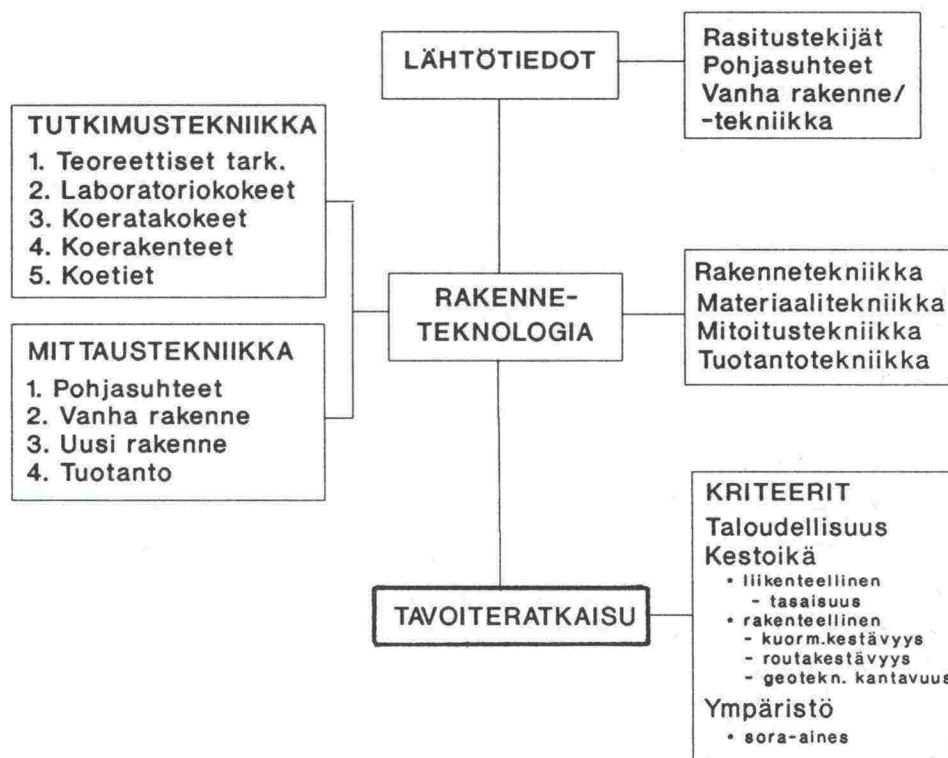 LÄHTÖTIEDOT
Rasitustekijät
Pohjasuhteet
Vanha rakenne/
-tekniikka
TUTKIMUSTEKNIIKKA
1. Teoreettiset tark.
2. Laboratoriokokeet
3. Koeratakokeet
4. Koerakenteet
5. Koetiet
RAKENNE-
TEKNOLOGIA
Rakennetekniikka
Materiaalitekniikka
Mitoitustekniikka
Tuotantotekniikka
MITTAUSTEKNIIKKA
1. Pohjasuhteet
2. Vanha rakenne
3. Uusi rakenne
4. Tuotanto
TAVOITERATKAISU
KRITEERIT
Taloudellisuus
Kestoikä
• liikenteellinen
- tasaisuus
• rakenteellinen
- kuorm.kestävyys
- routakestävyys
- geotekn. kantavuus
Ympäristö
• sora-aines